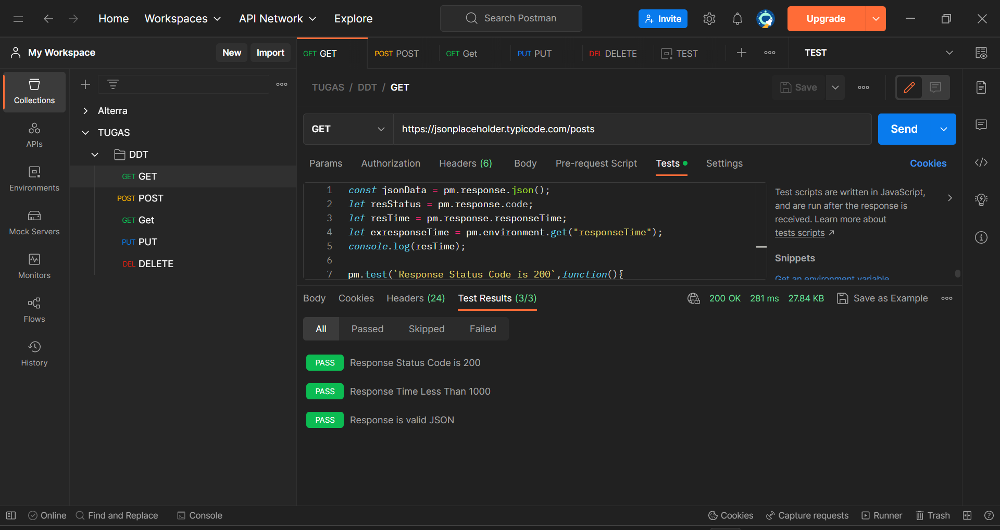 Home Workspaces API Network Explore Search Postman Invite Upgrade
My Workspace New Import
GET GET POST POST GET Get PUT PUT DEL DELETE TEST TEST
Collections
APIs
Environments
Mock Servers
Monitors
Flows
History
Alterra
TUGAS
DDT
GET GET
POST POST
GET Get
PUT PUT
DEL DELETE
TUGAS / DDT / GET Save
GET https://jsonplaceholder.typicode.com/posts Send
Params Authorization Headers (6) Body Pre-request Script Tests Settings Cookies
1 const jsonData = pm.response.json();
2 let resStatus = pm.response.code;
3 let resTime = pm.response.responseTime;
4 let exresponseTime = pm.environment.get("responseTime");
5 console.log(resTime);
6
7 pm.test(`Response Status Code is 200`,function(){
Test scripts are written in JavaScript,
and are run after the response is
received. Learn more about
tests scripts ↗
Snippets
Get an environment variable
Body Cookies Headers (24) Test Results (3/3) 200 OK 281 ms 27.84 KB Save as Example
All Passed Skipped Failed
PASS Response Status Code is 200
PASS Response Time Less Than 1000
PASS Response is valid JSON
Online Find and Replace Console Cookies Capture requests Runner Trash